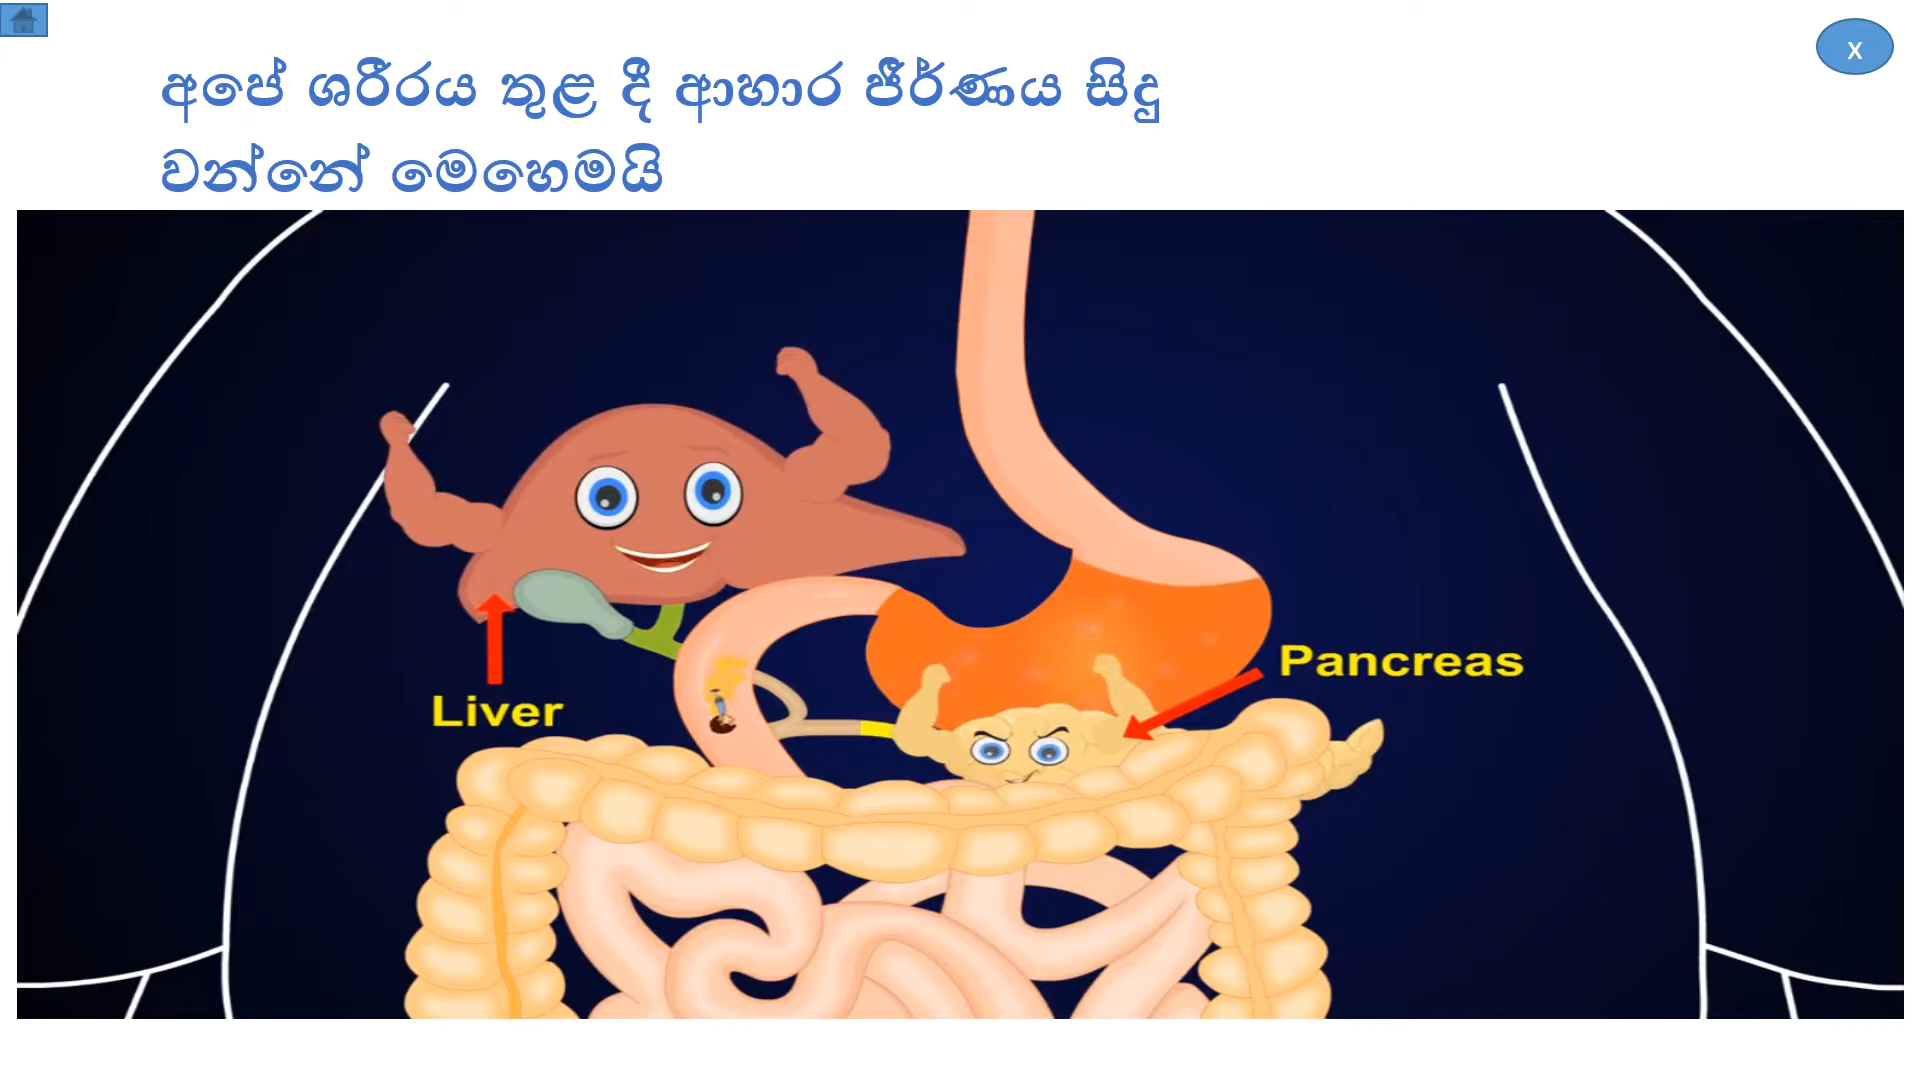 X
අපේ ශරීරය තුළ දී ආහාර ජීර්ණය සිදු
වන්නේ මෙහෙමයි
Pancreas
Liver